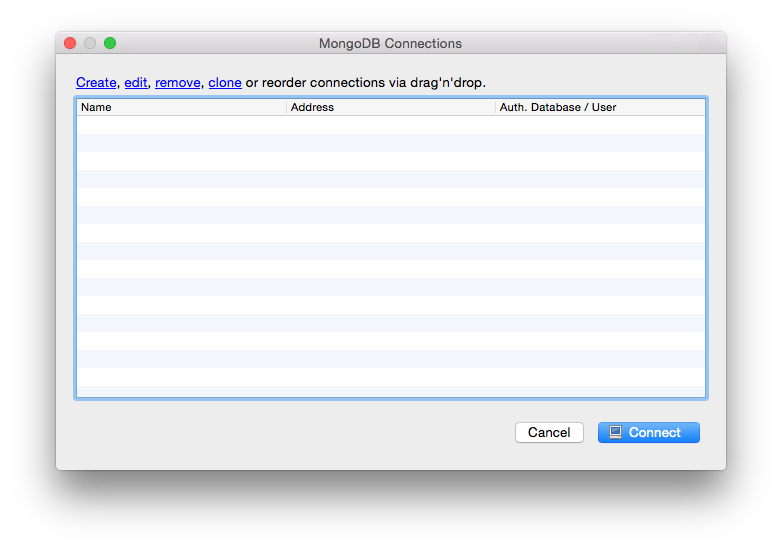 MongoDB Connections
Create, edit, remove, clone or reorder connections via drag'n'drop.
Name Address Auth. Database / User
Cancel Connect